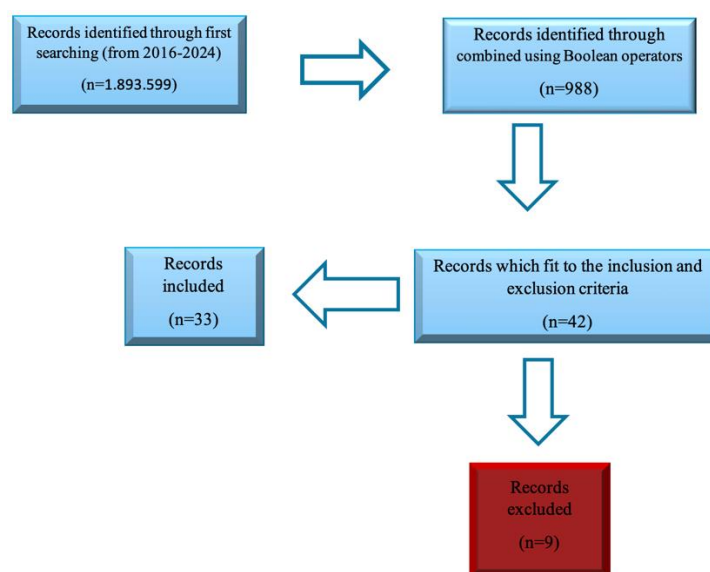 Records identified through first
searching (from 2016-2024)
(n=1.893.599)
Records identified through
combined using Boolean operators
(n=988)
Records which fit to the inclusion and
exclusion criteria
(n=42)
Records
included
(n=33)
Records
excluded
(n=9)